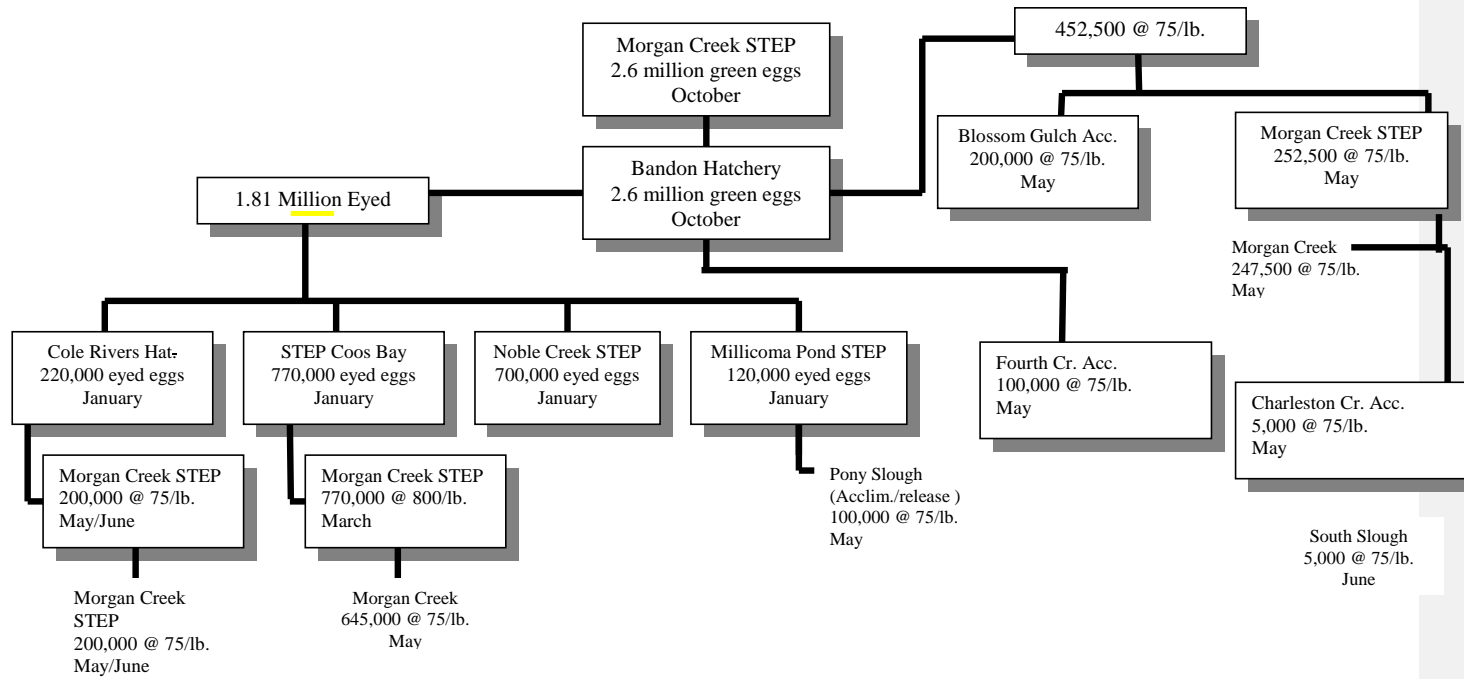 Morgan Creek STEP
2.6 million green eggs
October
452,500 @ 75/lb.
Blossom Gulch Acc.
200,000 @ 75/lb.
May
Morgan Creek STEP
252,500 @ 75/lb.
May
Bandon Hatchery
2.6 million green eggs
October
1.81 Million Eyed
Morgan Creek
247,500 @ 75/lb.
May
Cole Rivers Hat-
220,000 eyed eggs
January
STEP Coos Bay
770,000 eyed eggs
January
Noble Creek STEP
700,000 eyed eggs
January
Millicoma Pond STEP
120,000 eyed eggs
January
Fourth Cr. Acc.
100,000 @ 75/lb.
May
Charleston Cr. Acc.
5,000 @ 75/lb.
May
Morgan Creek STEP
200,000 @ 75/lb.
May/June
Morgan Creek STEP
770,000 @ 800/lb.
March
Pony Slough
(Acclim./release )
100,000 @ 75/lb.
May
South Slough
5,000 @ 75/lb.
June
Morgan Creek
STEP
200,000 @ 75/lb.
May/June
Morgan Creek
645,000 @ 75/lb.
May